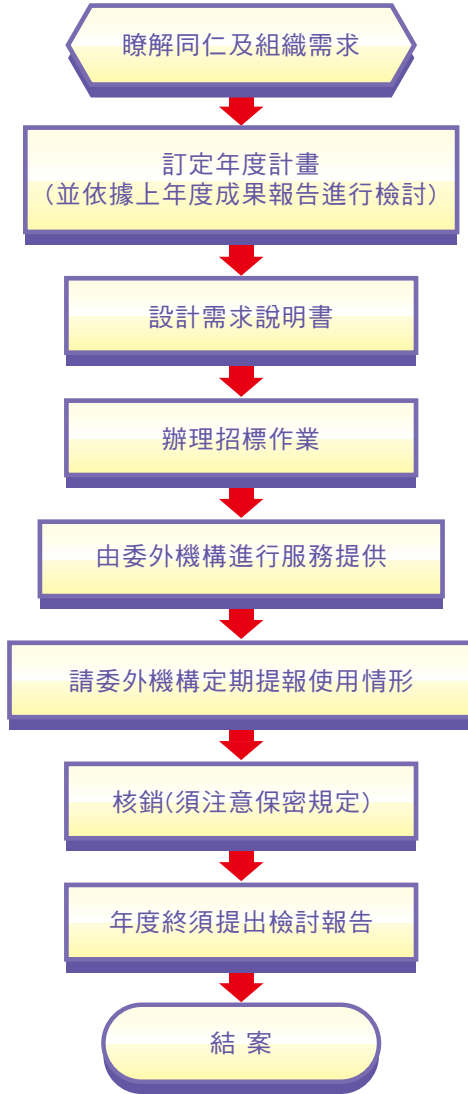 瞭解同仁及組織需求
訂定年度計畫
(並依據上年度成果報告進行檢討)
設計需求說明書
辦理招標作業
由委外機構進行服務提供
請委外機構定期提報使用情形
核銷(須注意保密規定)
年度終須提出檢討報告
結 案